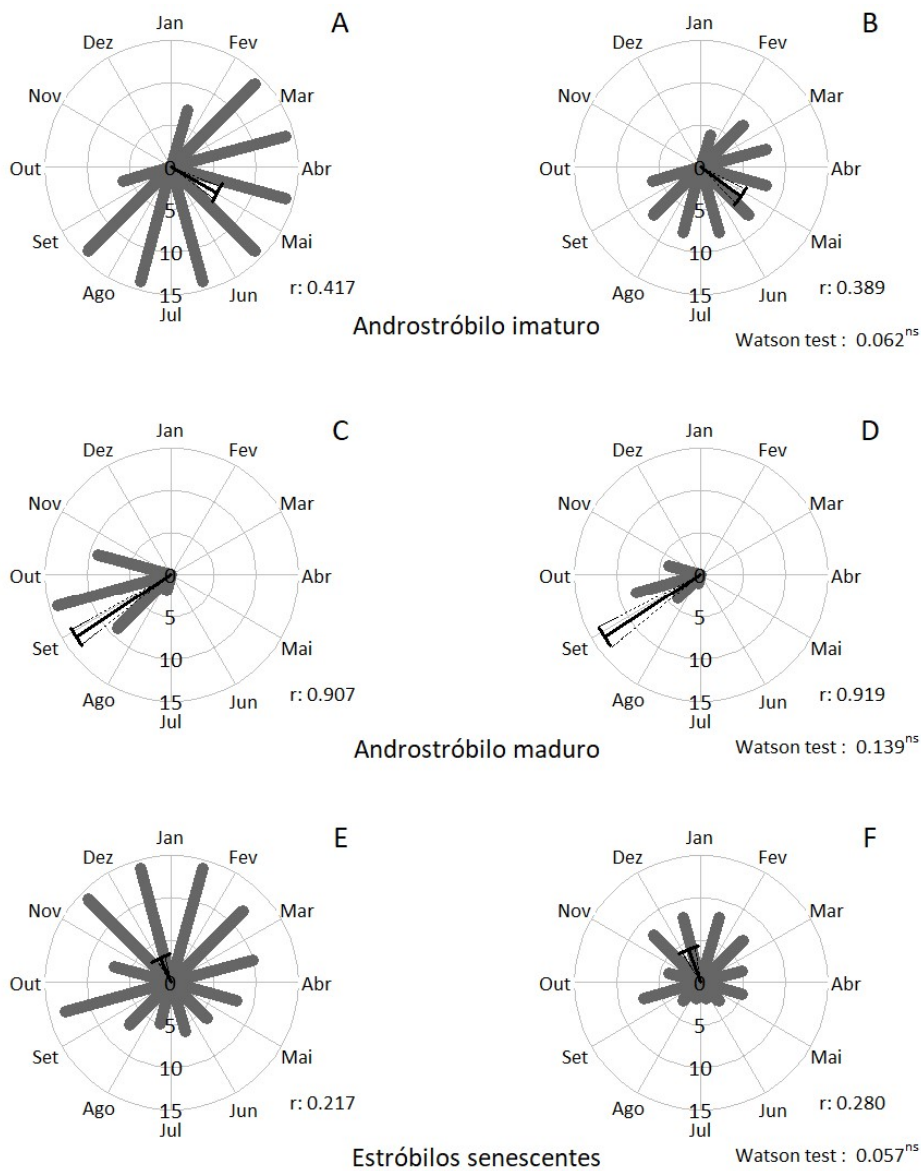 A
Jan
Fev
Mar
Abr
Mai
Jun
Jul
Ago
Set
Out
Nov
Dez
0
5
10
15
r: 0.417
B
Jan
Fev
Mar
Abr
Mai
Jun
Jul
Ago
Set
Out
Nov
Dez
0
5
10
15
r: 0.389
Androstróbilo imaturo
Watson test : 0.062ns
C
Jan
Fev
Mar
Abr
Mai
Jun
Jul
Ago
Set
Out
Nov
Dez
0
5
10
15
r: 0.907
D
Jan
Fev
Mar
Abr
Mai
Jun
Jul
Ago
Set
Out
Nov
Dez
0
5
10
15
r: 0.919
Androstróbilo maduro
Watson test : 0.139ns
E
Jan
Fev
Mar
Abr
Mai
Jun
Jul
Ago
Set
Out
Nov
Dez
0
5
10
15
r: 0.217
F
Jan
Fev
Mar
Abr
Mai
Jun
Jul
Ago
Set
Out
Nov
Dez
0
5
10
15
r: 0.280
Estróbilos senescentes
Watson test : 0.057ns